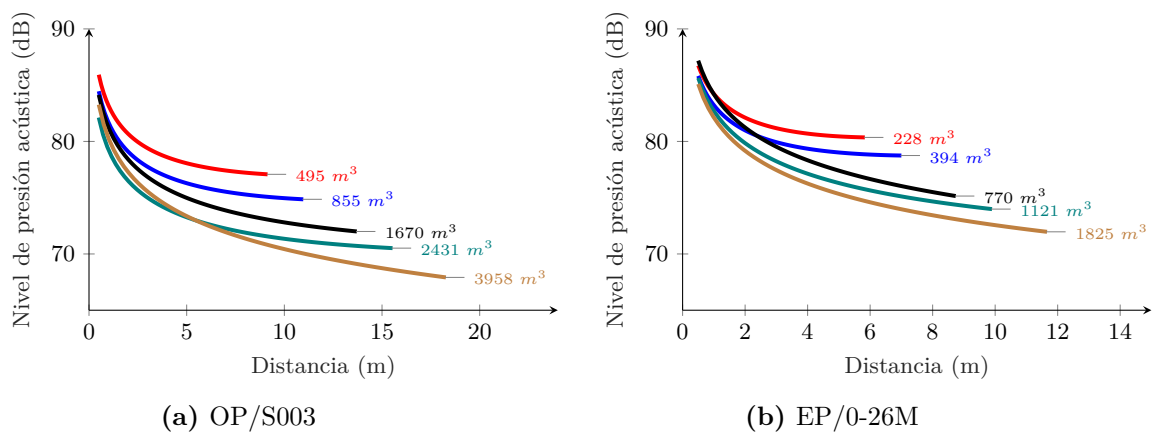 Nivel de presión acústica (dB)
90
80
70
495 m³
855 m³
1670 m³
2431 m³
3958 m³
0 5 10 15 20
Distancia (m)
(a) OP/S003
Nivel de presión acústica (dB)
90
80
70
228 m³
394 m³
770 m³
1121 m³
1825 m³
0 2 4 6 8 10 12 14
Distancia (m)
(b) EP/0-26M